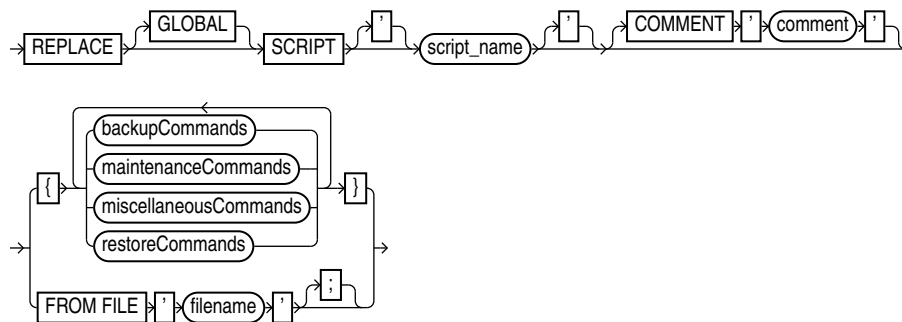 REPLACE GLOBAL SCRIPT ' script_name ' COMMENT ' comment '
{ backupCommands }
maintenanceCommands
miscellaneousCommands
restoreCommands
FROM FILE ' filename ' ;